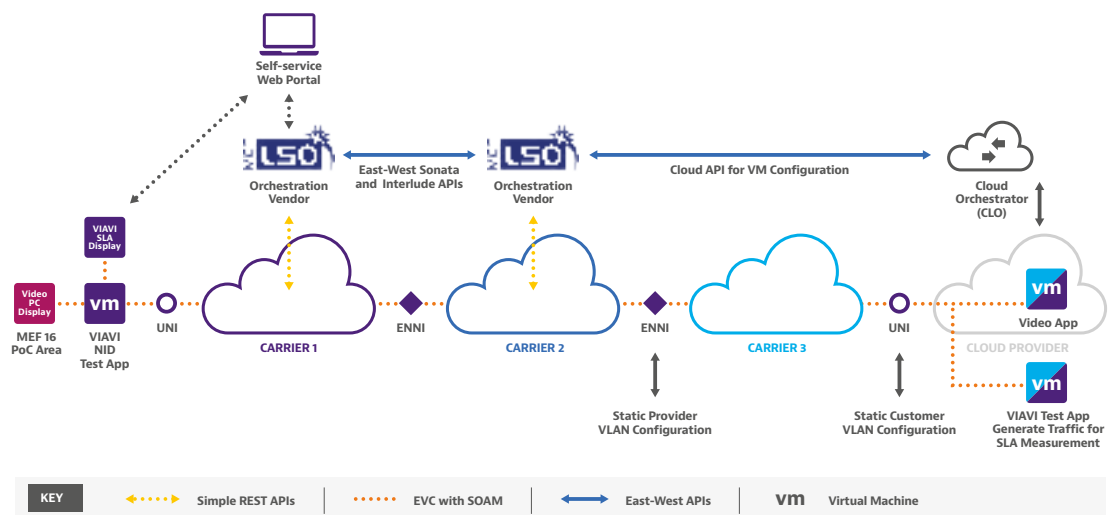 Self-service
Web Portal
LSO
Orchestration
Vendor
East-West Sonata
and Interlude APIs
LSO
Orchestration
Vendor
Cloud API for VM Configuration
Cloud
Orchestrator
(CLO)
VIAVI
SLA
Display
Video
PC
Display
MEF 16
PoC Area
vm
VIAVI
NID
Test App
UNI
CARRIER 1
ENNI
CARRIER 2
ENNI
CARRIER 3
UNI
vm
Video App
CLOUD PROVIDER
vm
VIAVI Test App
Generate Traffic for
SLA Measurement
Static Provider
VLAN Configuration
Static Customer
VLAN Configuration
KEY
Simple REST APIs
EVC with SOAM
East-West APIs
vm Virtual Machine